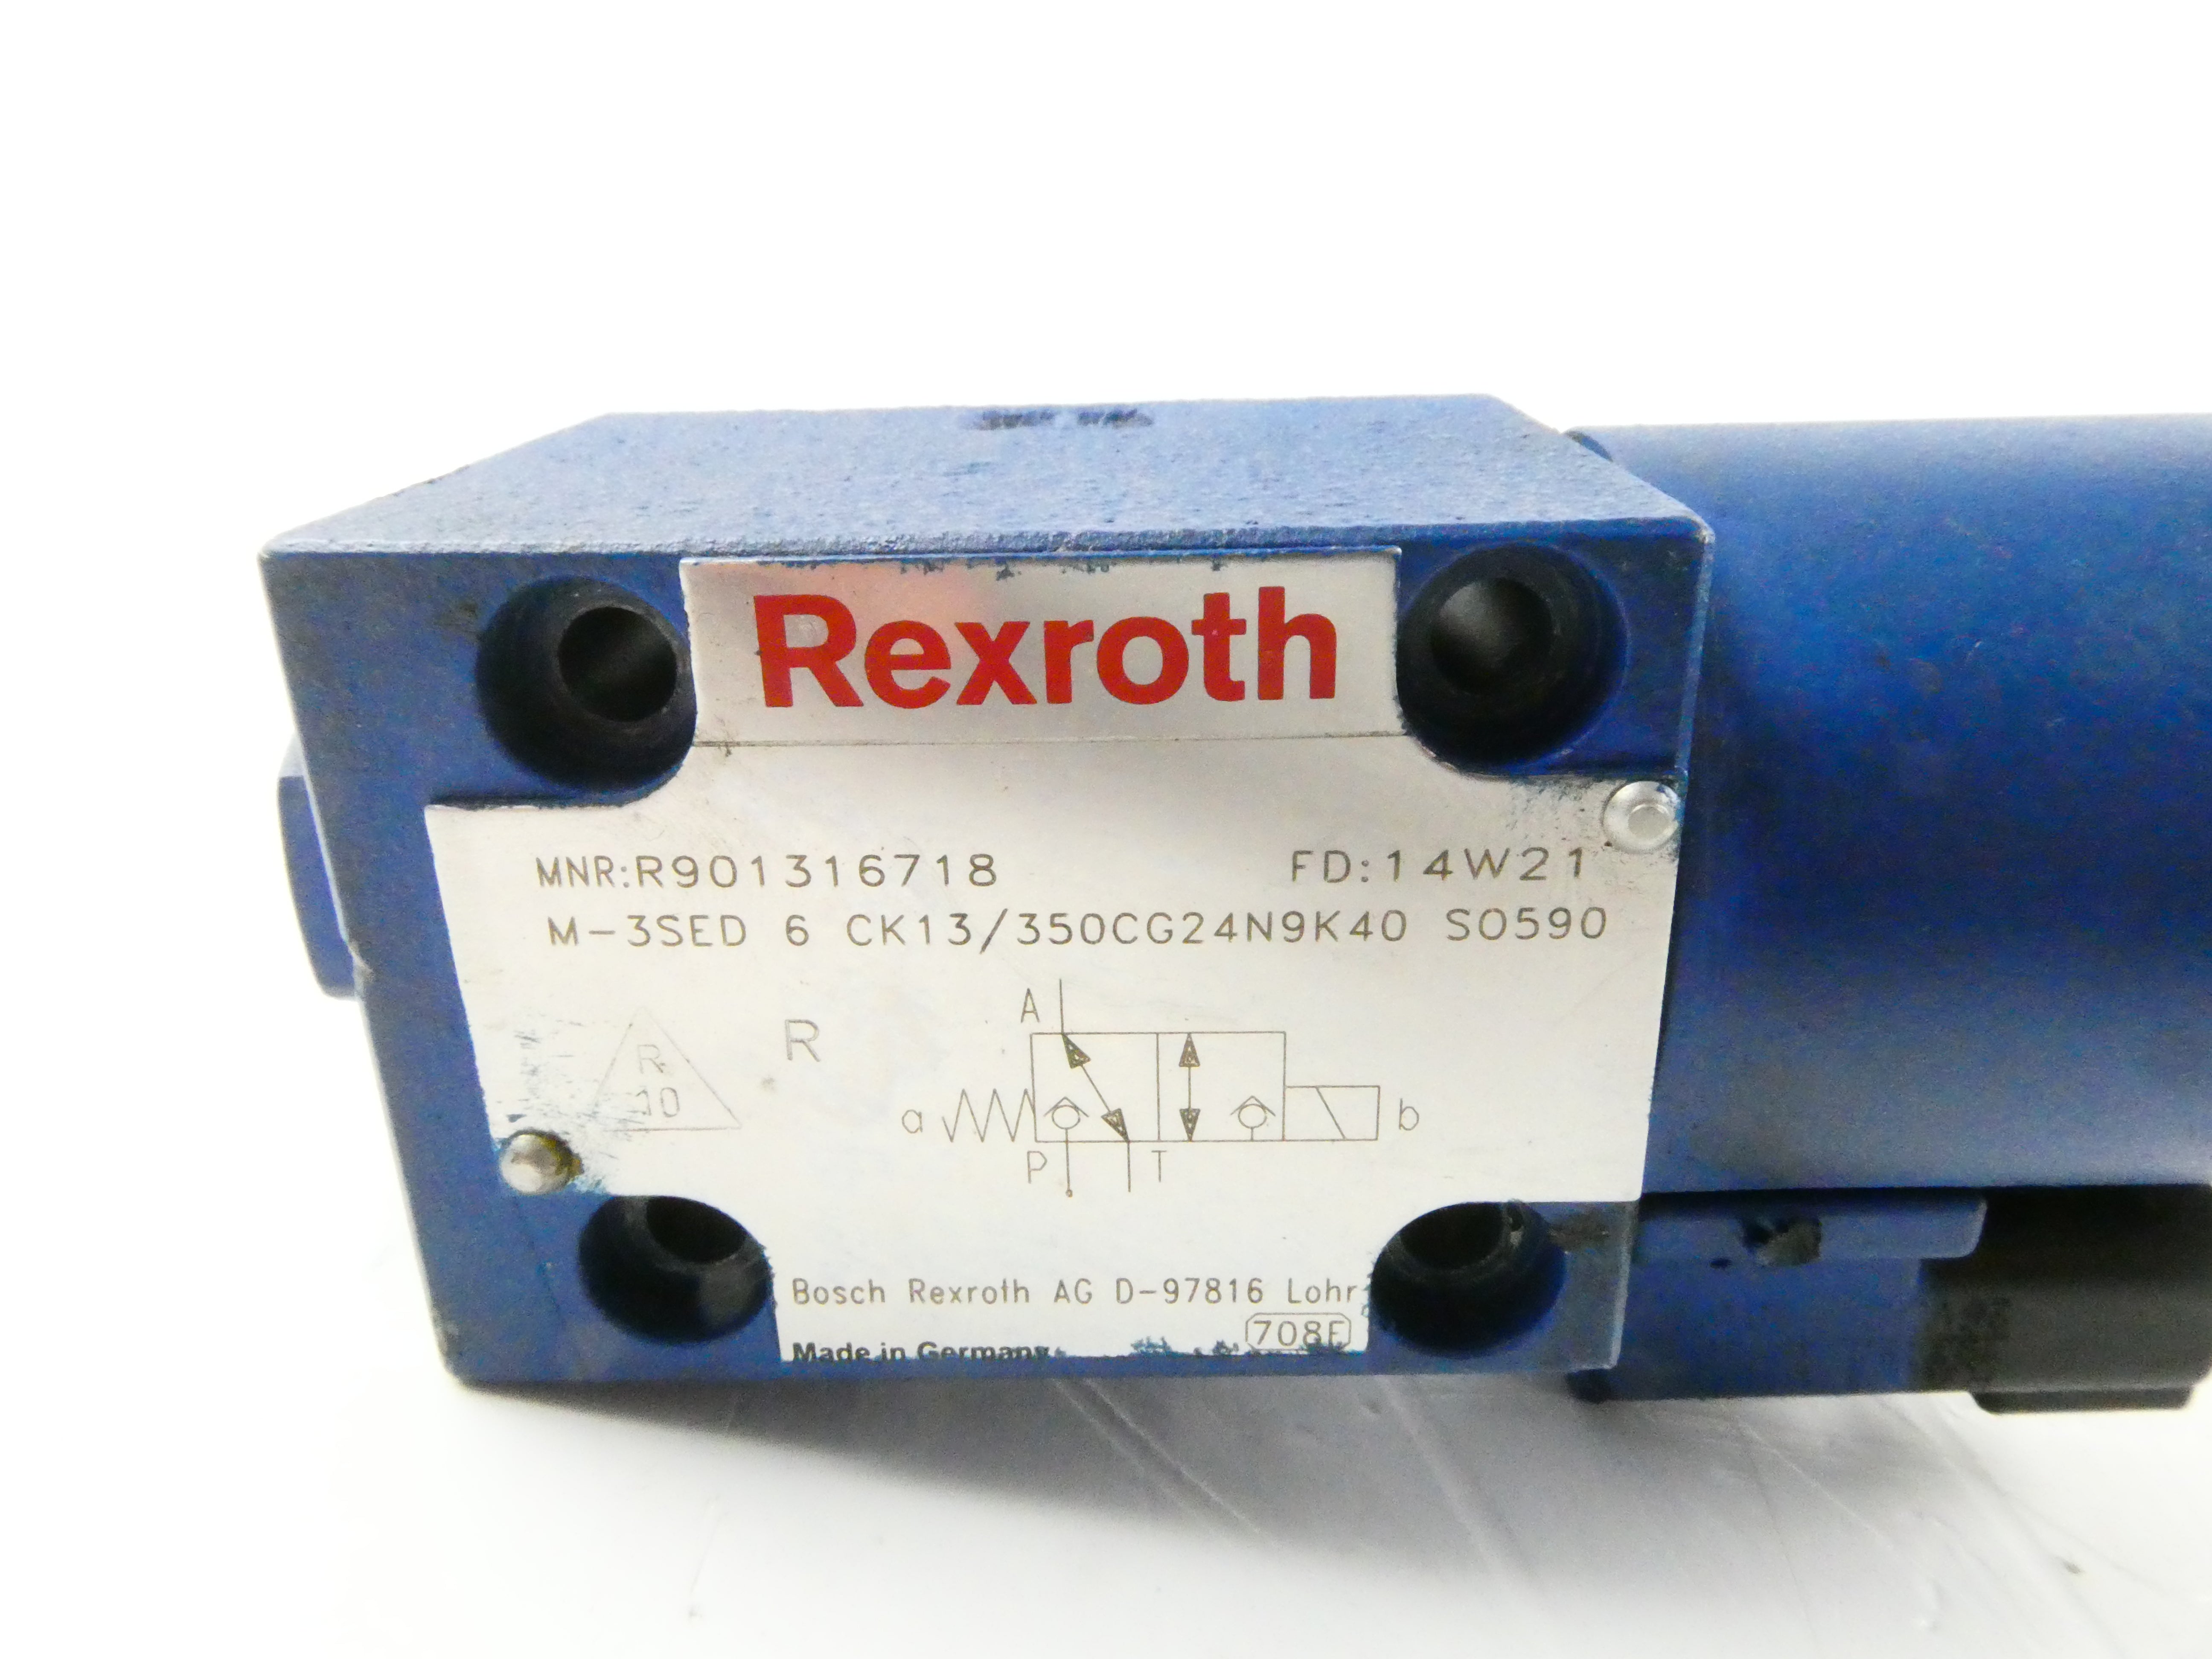 Rexroth
MNR:R901316718 FD:14W21
M-3SED 6 CK13/350CG24N9K40 SO590
R
10
R
A
a
b
P T
Bosch Rexroth AG D-97816 Lohr
708F
Made in Germany